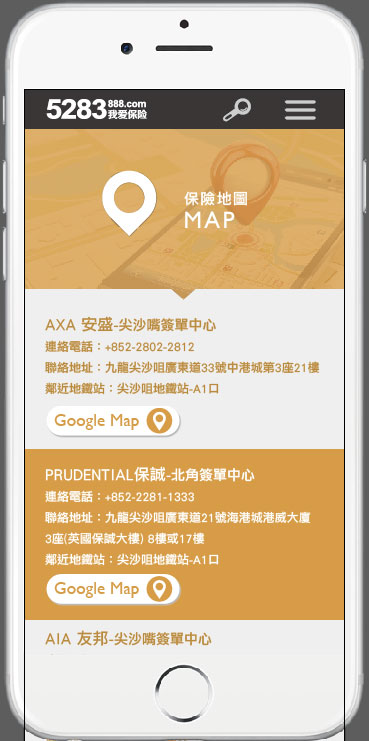 5283 888.com
我爱保险
保險地圖
MAP
AXA 安盛-尖沙嘴簽單中心
連絡電話：+852-2802-2812
聯絡地址：九龍尖沙咀廣東道33號中港城第3座21樓
鄰近地鐵站：尖沙咀地鐵站-A1口
Google Map
PRUDENTIAL保誠-北角簽單中心
連絡電話：+852-2281-1333
聯絡地址：九龍尖沙咀廣東道21號海港城港威大廈
3座(英國保誠大樓) 8樓或17樓
鄰近地鐵站：尖沙咀地鐵站-A1口
Google Map
AIA 友邦-尖沙嘴簽單中心